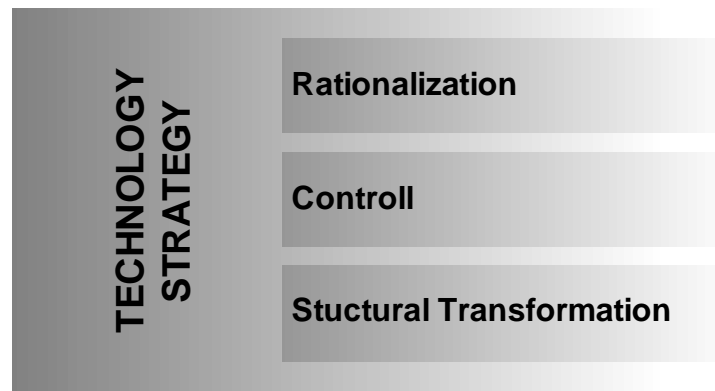 TECHNOLOGY
STRATEGY
Rationalization
Controll
Stuctural Transformation